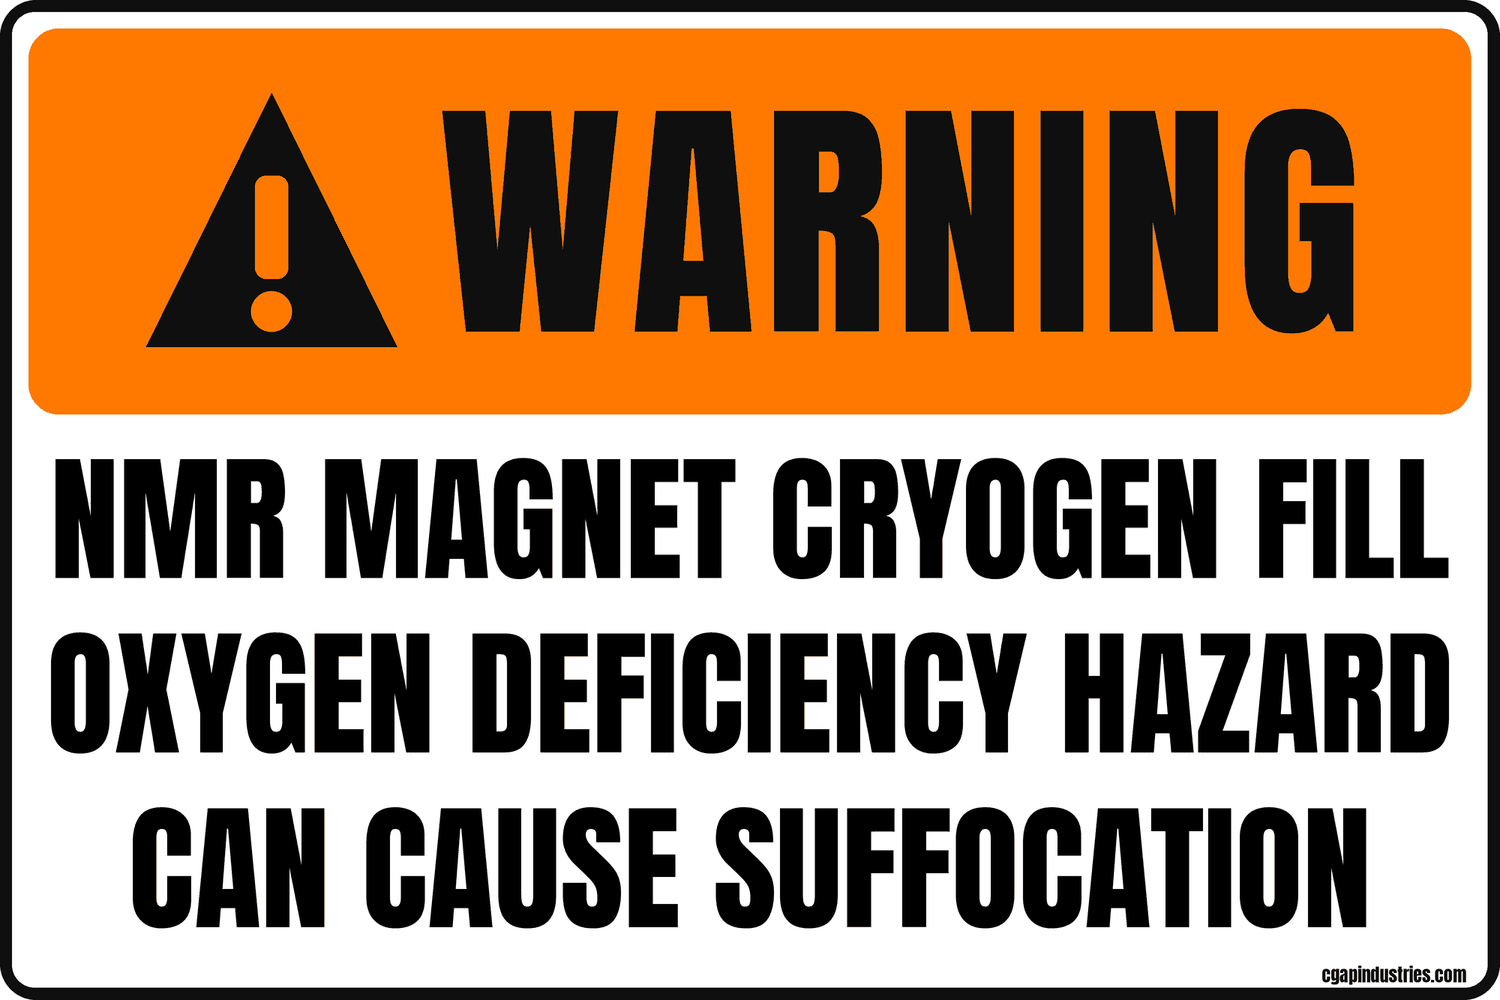 WARNING
NMR MAGNET CRYOGEN FILL
OXYGEN DEFICIENCY HAZARD
CAN CAUSE SUFFOCATION
cgapindustries.com